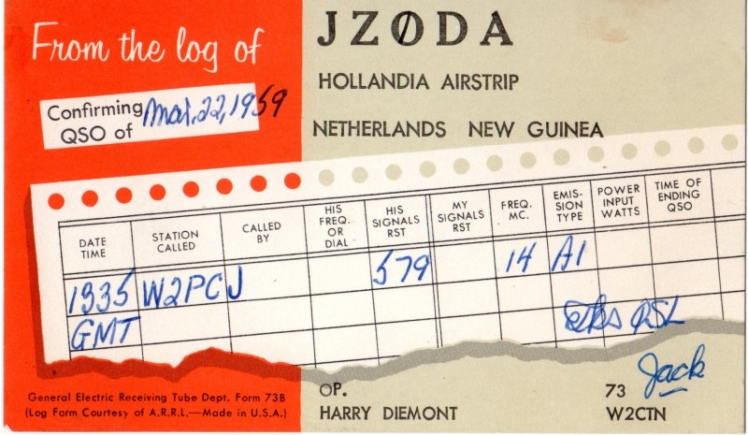 From the log of
JZØDA
HOLLANDIA AIRSTRIP
Confirming QSO of Mar. 22, 1959
NETHERLANDS NEW GUINEA
DATE TIME
STATION CALLED
CALLED BY
HIS FREQ. OR DIAL
HIS SIGNALS RST
MY SIGNALS RST
FREQ. MC.
EMIS-SION TYPE
POWER INPUT WATTS
TIME OF ENDING QSO
1335 W2PCJ 579 14 A1
GMT
QSL
Jack
General Electric Receiving Tube Dept. Form 73B
(Log Form Courtesy of A.R.R.L.—Made in U.S.A.)
OP.
HARRY DIEMONT
73
W2CTN